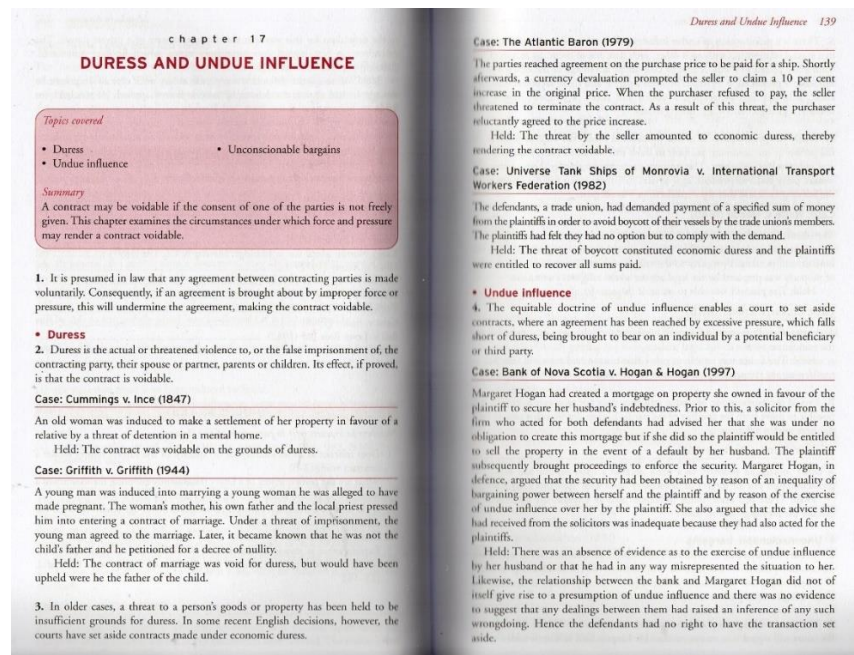 chapter 17
DURESS AND UNDUE INFLUENCE
Topics covered
• Duress
• Undue influence
• Unconscionable bargains
Summary
A contract may be voidable if the consent of one of the parties is not freely
given. This chapter examines the circumstances under which force and pressure
may render a contract voidable.
1. It is presumed in law that any agreement between contracting parties is made
voluntarily. Consequently, if an agreement is brought about by improper force or
pressure, this will undermine the agreement, making the contract voidable.
• Duress
2. Duress is the actual or threatened violence to, or the false imprisonment of, the
contracting party, their spouse or partner, parents or children. Its effect, if proved,
is that the contract is voidable.
Case: Cummings v. Ince (1847)
An old woman was induced to make a settlement of her property in favour of a
relative by a threat of detention in a mental home.
Held: The contract was voidable on the grounds of duress.
Case: Griffith v. Griffith (1944)
A young man was induced into marrying a young woman he was alleged to have
made pregnant. The woman's mother, his own father and the local priest pressed
him into entering a contract of marriage. Under a threat of imprisonment, the
young man agreed to the marriage. Later, it became known that he was not the
child's father and he petitioned for a decree of nullity.
Held: The contract of marriage was void for duress, but would have been
upheld were he the father of the child.
3. In older cases, a threat to a person's goods or property has been held to be
insufficient grounds for duress. In some recent English decisions, however, the
courts have set aside contracts made under economic duress.
Duress and Undue Influence 139
Case: The Atlantic Baron (1979)
The parties reached agreement on the purchase price to be paid for a ship. Shortly
afterwards, a currency devaluation prompted the seller to claim a 10 per cent
increase in the original price. When the purchaser refused to pay, the seller
threatened to terminate the contract. As a result of this threat, the purchaser
reluctantly agreed to the price increase.
Held: The threat by the seller amounted to economic duress, thereby
rendering the contract voidable.
Case: Universe Tank Ships of Monrovia v. International Transport
Workers Federation (1982)
The defendants, a trade union, had demanded payment of a specified sum of money
from the plaintiffs in order to avoid boycott of their vessels by the trade union's members.
The plaintiffs had felt they had no option but to comply with the demand.
Held: The threat of boycott constituted economic duress and the plaintiffs
were entitled to recover all sums paid.
• Undue influence
4. The equitable doctrine of undue influence enables a court to set aside
contracts, where an agreement has been reached by excessive pressure, which falls
short of duress, being brought to bear on an individual by a potential beneficiary
or third party.
Case: Bank of Nova Scotia v. Hogan & Hogan (1997)
Margaret Hogan had created a mortgage on property she owned in favour of the
plaintiff to secure her husband's indebtedness. Prior to this, a solicitor from the
firm who acted for both defendants had advised her that she was under no
obligation to create this mortgage but if she did so the plaintiff would be entitled
to sell the property in the event of a default by her husband. The plaintiff
subsequently brought proceedings to enforce the security. Margaret Hogan, in
defence, argued that the security had been obtained by reason of an inequality of
bargaining power between herself and the plaintiff and by reason of the exercise
of undue influence over her by the plaintiff. She also argued that the advice she
had received from the solicitors was inadequate because they had also acted for the
plaintiffs.
Held: There was an absence of evidence as to the exercise of undue influence
by her husband or that he had in any way misrepresented the situation to her.
Likewise, the relationship between the bank and Margaret Hogan did not of
itself give rise to a presumption of undue influence and there was no evidence
to suggest that any dealings between them had raised an inference of any such
wrongdoing. Hence the defendants had no right to have the transaction set
aside.